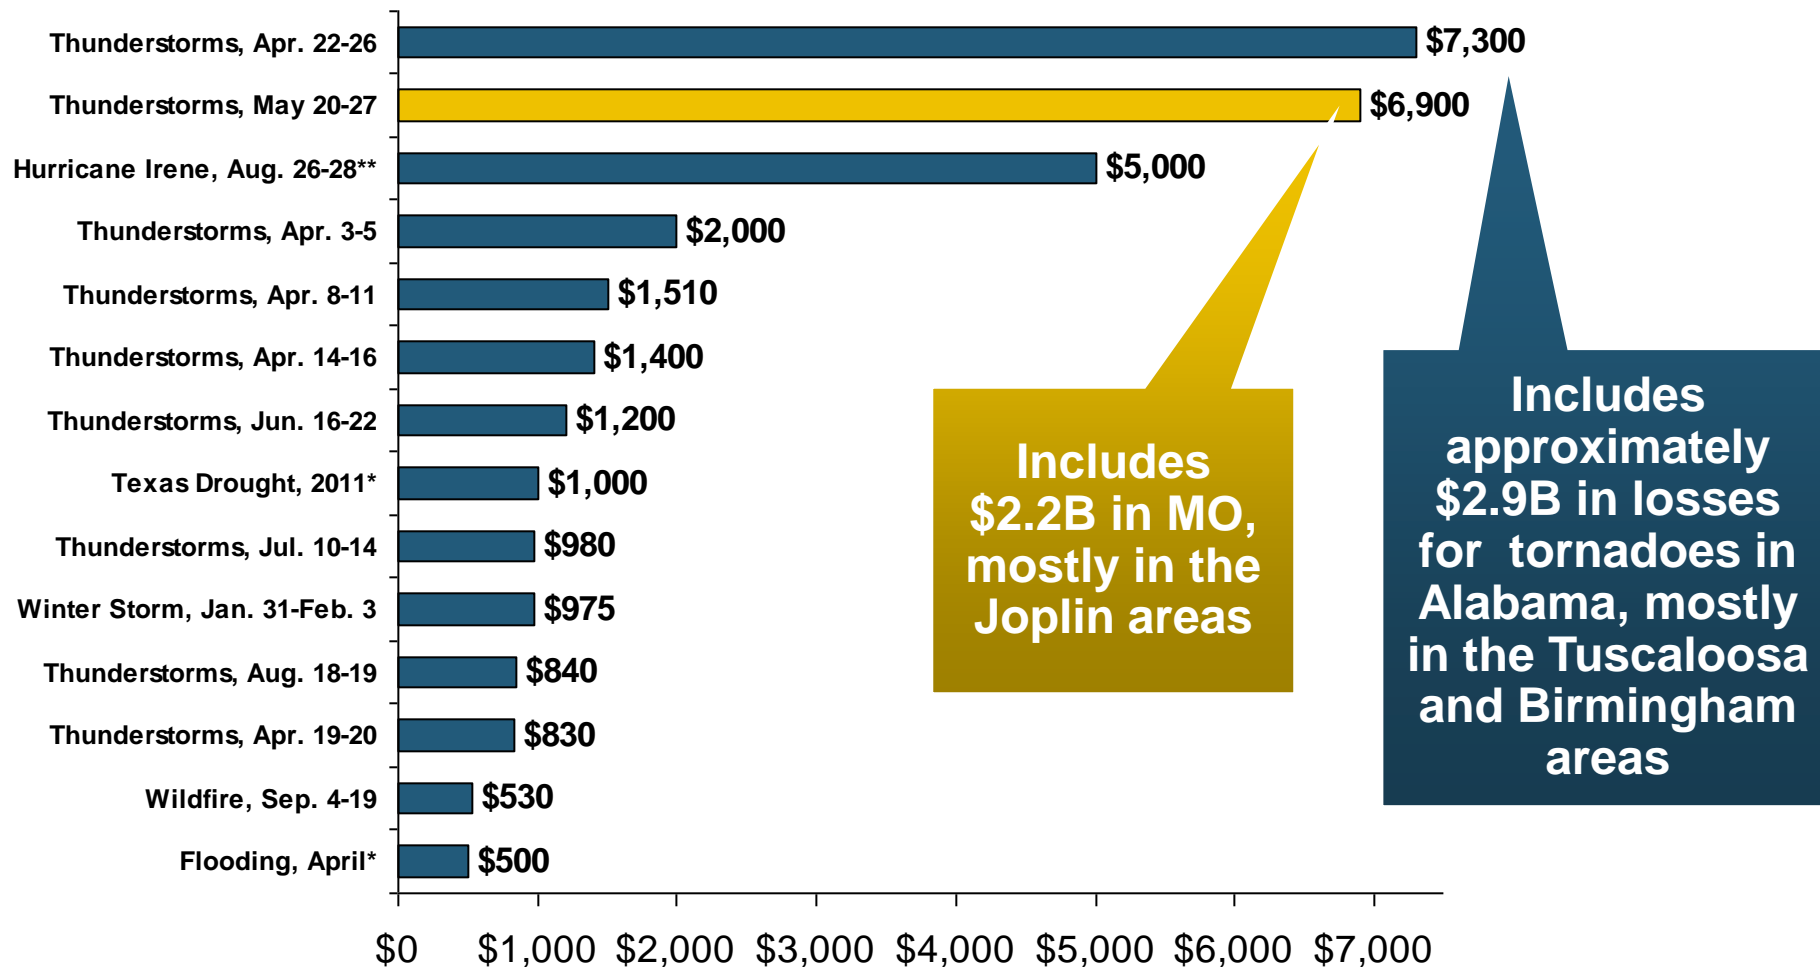 Thunderstorms, Apr. 22-26
$7,300
Thunderstorms, May 20-27
$6,900
Hurricane Irene, Aug. 26-28**
$5,000
Thunderstorms, Apr. 3-5
$2,000
Thunderstorms, Apr. 8-11
$1,510
Thunderstorms, Apr. 14-16
$1,400
Thunderstorms, Jun. 16-22
$1,200
Texas Drought, 2011*
$1,000
Thunderstorms, Jul. 10-14
$980
Winter Storm, Jan. 31-Feb. 3
$975
Thunderstorms, Aug. 18-19
$840
Thunderstorms, Apr. 19-20
$830
Wildfire, Sep. 4-19
$530
Flooding, April*
$500
$0 $1,000 $2,000 $3,000 $4,000 $5,000 $6,000 $7,000
Includes
$2.2B in MO,
mostly in the
Joplin areas
Includes
approximately
$2.9B in losses
for tornadoes in
Alabama, mostly
in the Tuscaloosa
and Birmingham
areas